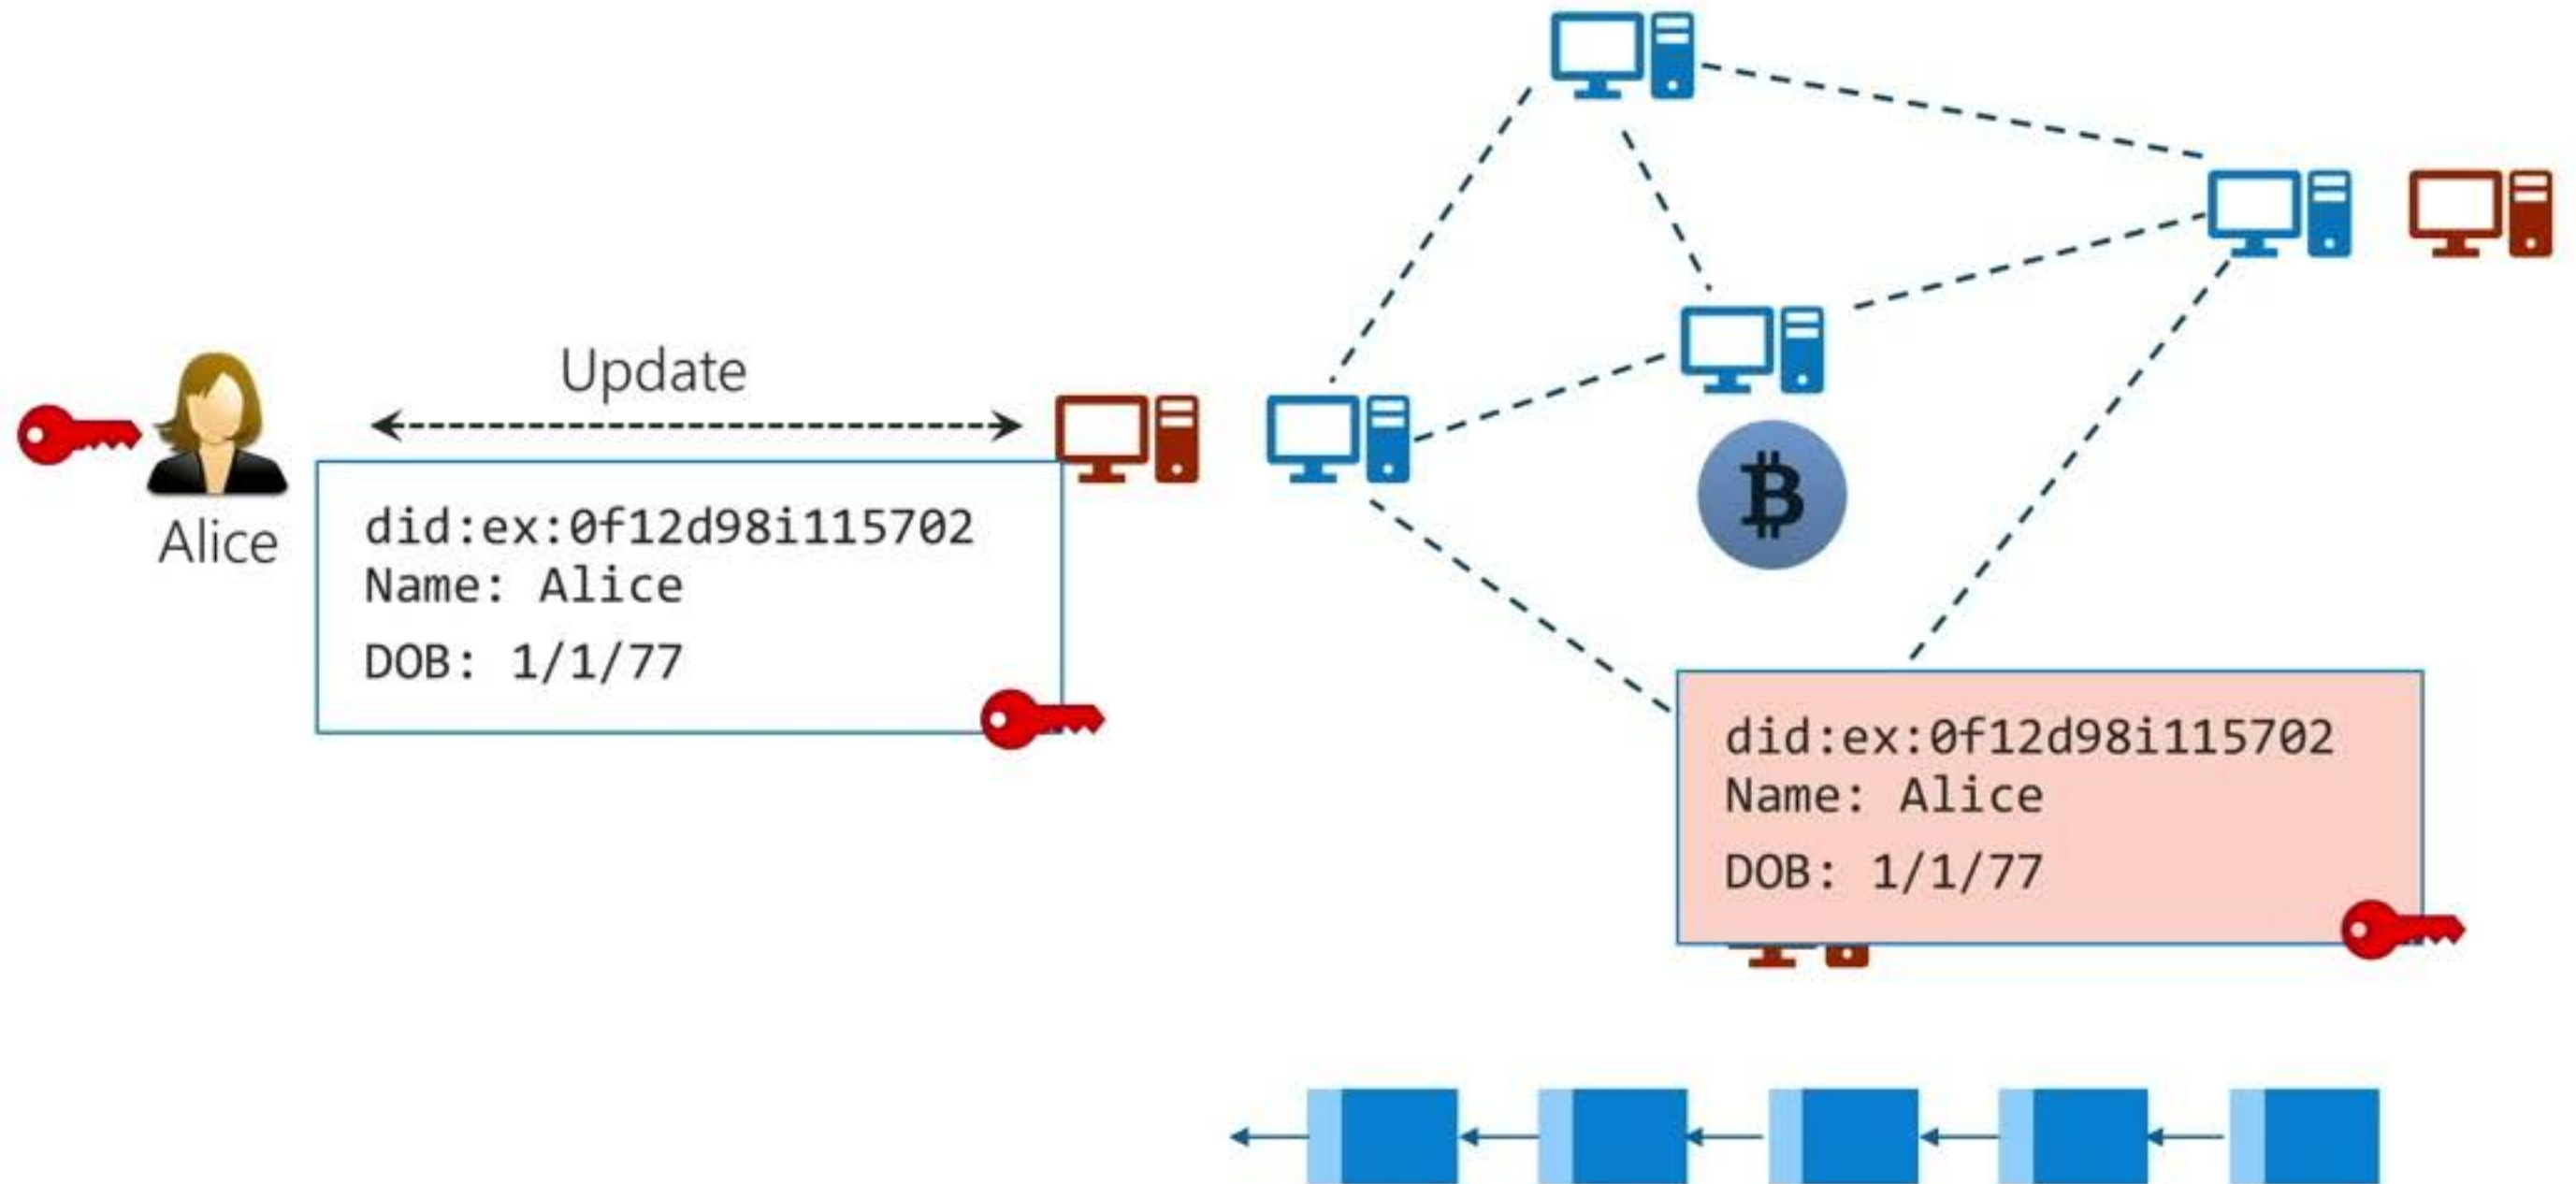 Update
Alice
did:ex:0f12d98i115702
Name: Alice
DOB: 1/1/77
did:ex:0f12d98i115702
Name: Alice
DOB: 1/1/77